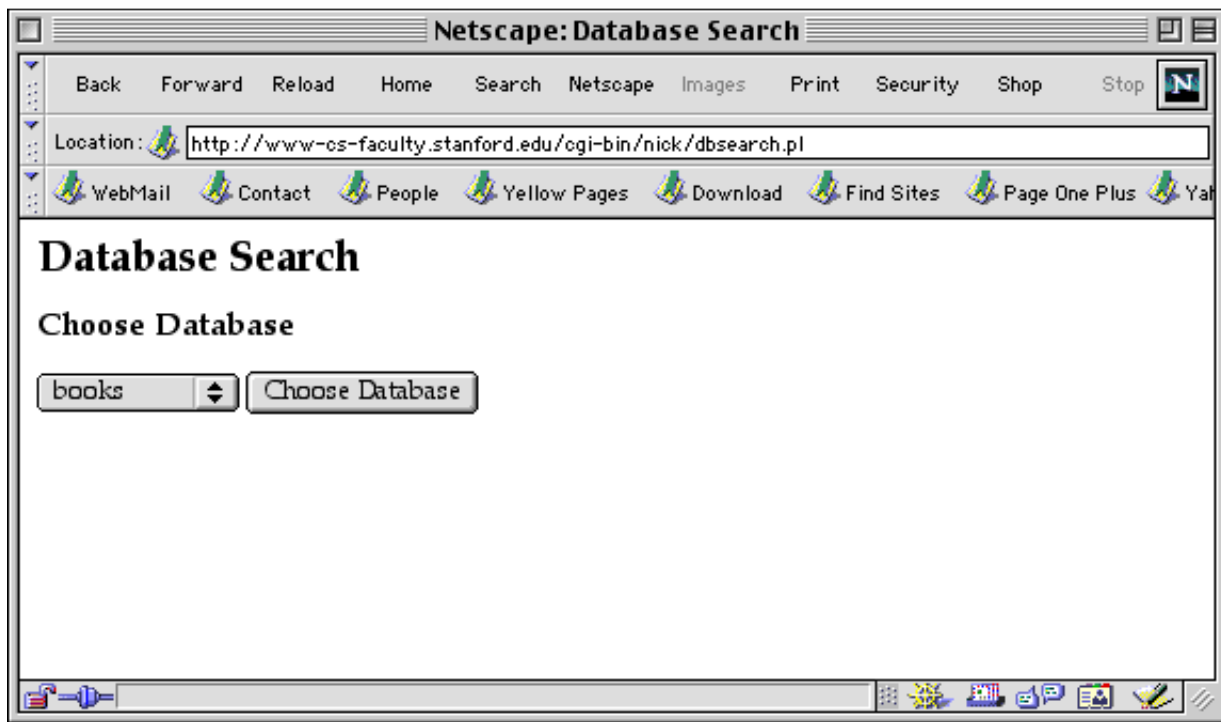 Netscape: Database Search
Back Forward Reload Home Search Netscape Images Print Security Shop Stop N
Location: http://www-cs-faculty.stanford.edu/cgi-bin/nick/dbsearch.pl
WebMail Contact People Yellow Pages Download Find Sites Page One Plus Yah
Database Search
Choose Database
books Choose Database